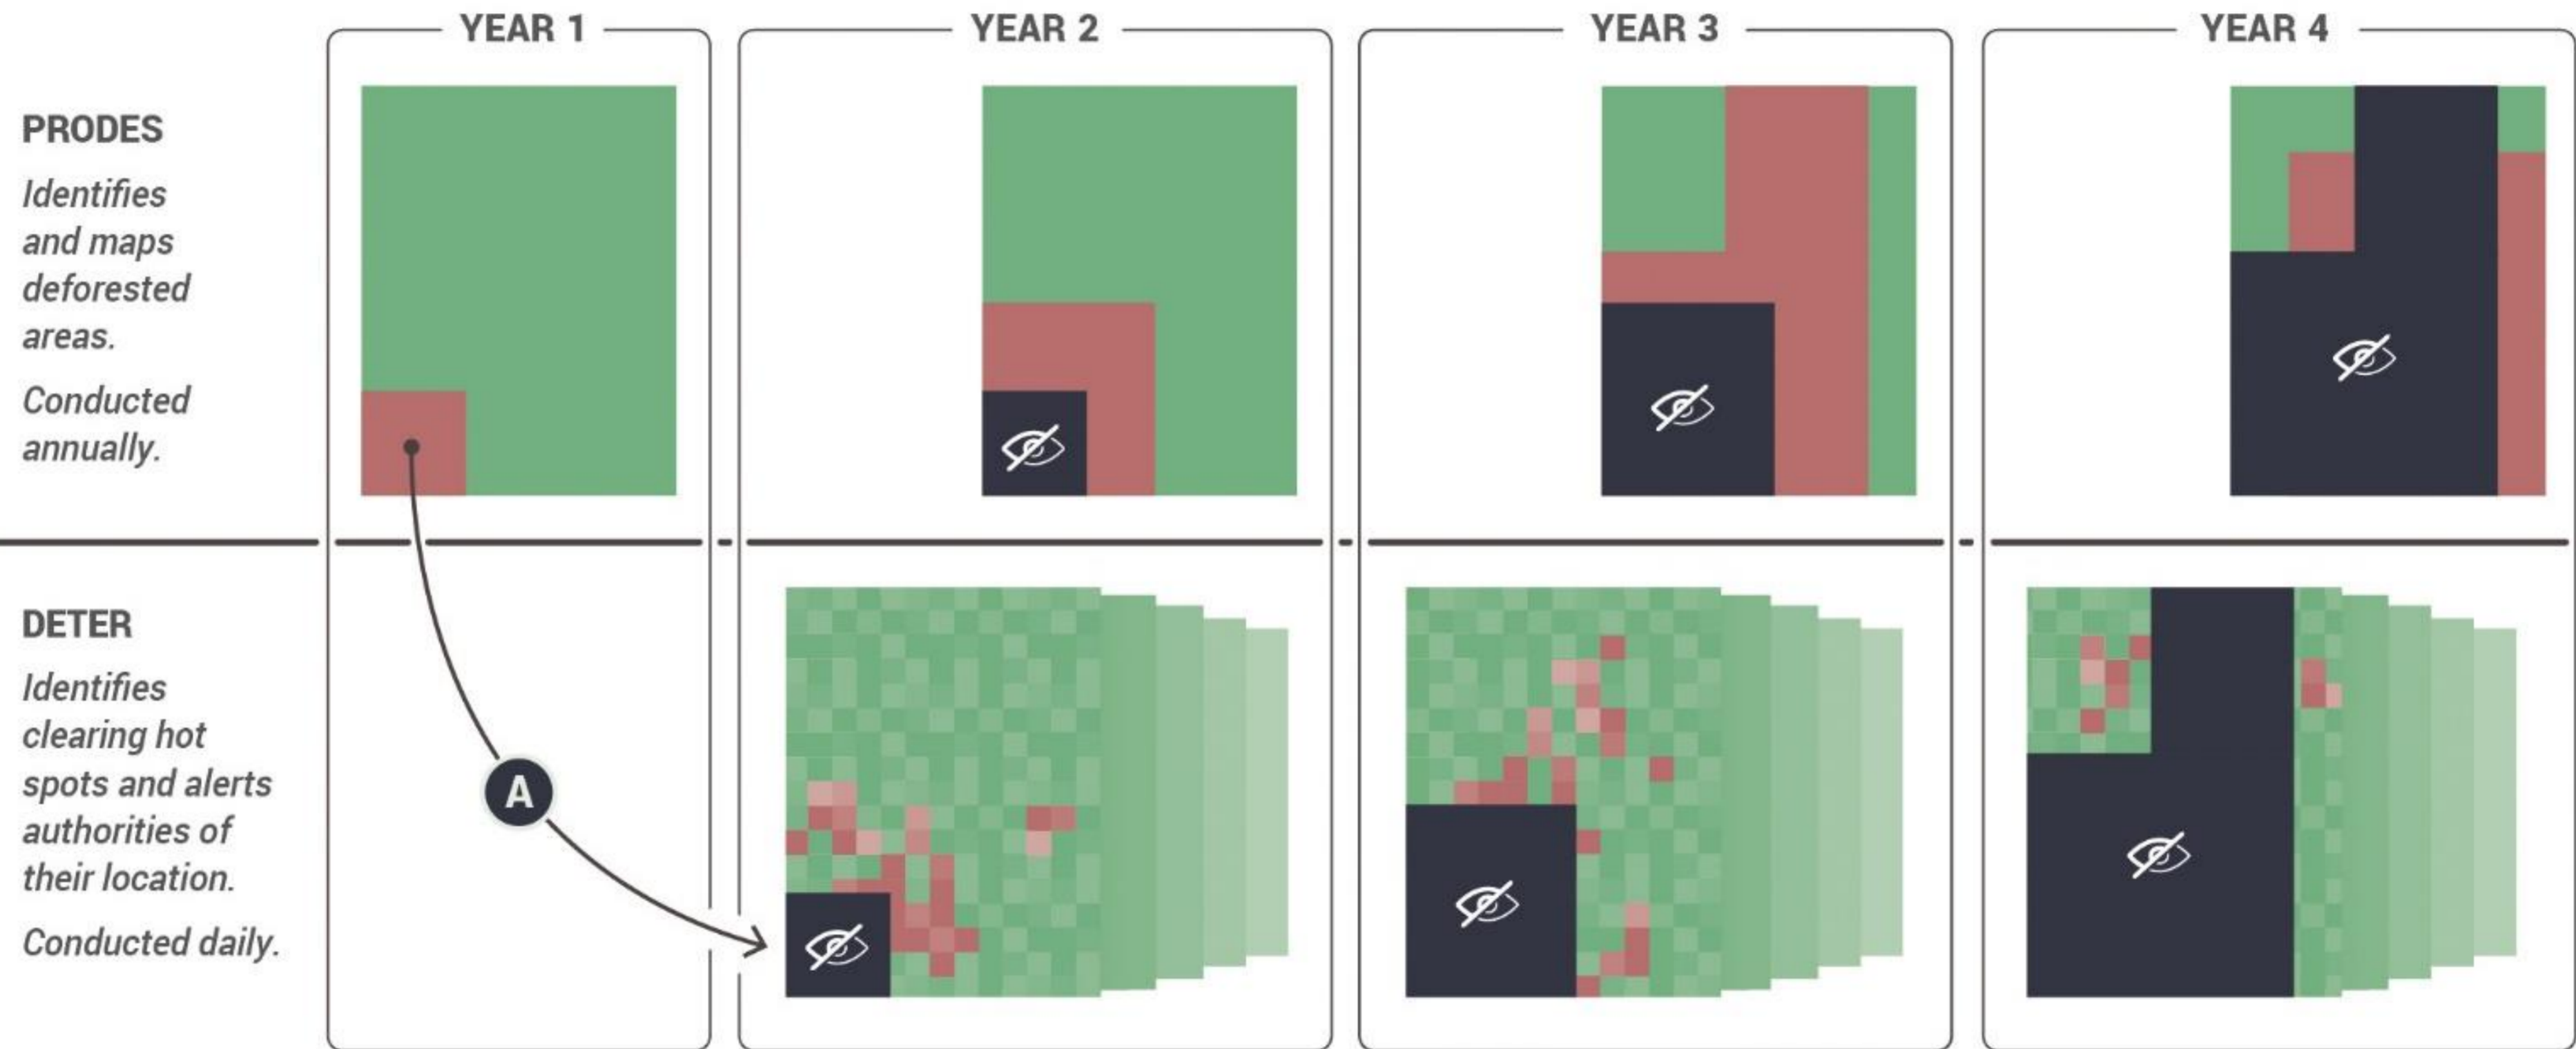 YEAR 1
YEAR 2
YEAR 3
YEAR 4
PRODES
Identifies
and maps
deforested
areas.
Conducted
annually.
DETER
Identifies
clearing hot
spots and alerts
authorities of
their location.
Conducted daily.
A